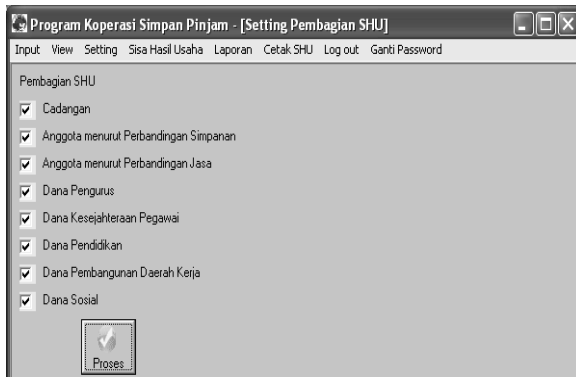 Program Koperasi Simpan Pinjam - [Setting Pembagian SHU]
Input View Setting Sisa Hasil Usaha Laporan Cetak SHU Log out Ganti Password
Pembagian SHU
Cadangan
Anggota menurut Perbandingan Simpanan
Anggota menurut Perbandingan Jasa
Dana Pengurus
Dana Kesejahteraan Pegawai
Dana Pendidikan
Dana Pembangunan Daerah Kerja
Dana Sosial
Proses